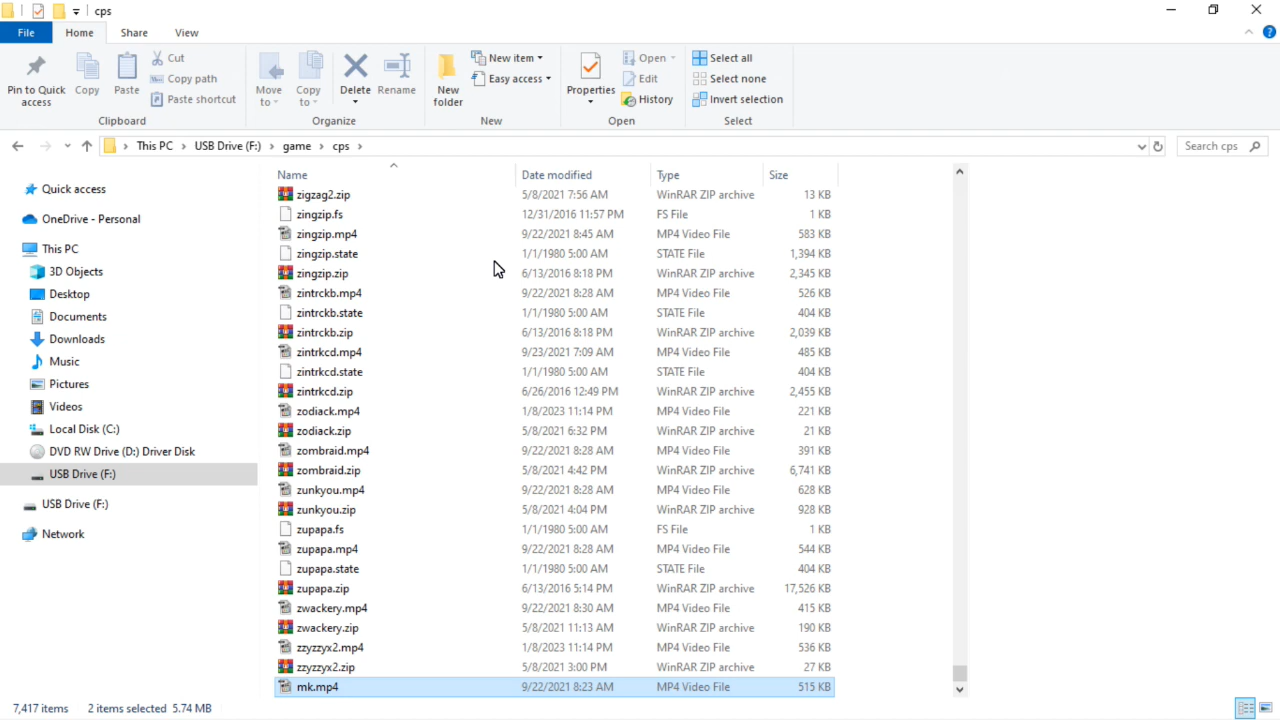 cps
File Home Share View
Pin to Quick access
Copy
Paste
Cut
Copy path
Paste shortcut
Clipboard
Move to
Copy to
Delete
Rename
Organize
New folder
New item
Easy access
New
Properties
Open
Edit
History
Open
Select all
Select none
Invert selection
Select
This PC > USB Drive (F:) > game > cps >
Search cps
Quick access
OneDrive - Personal
This PC
3D Objects
Desktop
Documents
Downloads
Music
Pictures
Videos
Local Disk (C:)
DVD RW Drive (D:) Driver Disk
USB Drive (F:)
USB Drive (F:)
Network
Name Date modified Type Size
zigzag2.zip 5/8/2021 7:56 AM WinRAR ZIP archive 13 KB
zingzip.fs 12/31/2016 11:57 PM FS File 1 KB
zingzip.mp4 9/22/2021 8:45 AM MP4 Video File 583 KB
zingzip.state 1/1/1980 5:00 AM STATE File 1,394 KB
zingzip.zip 6/13/2016 8:18 PM WinRAR ZIP archive 2,345 KB
zintrckb.mp4 9/22/2021 8:28 AM MP4 Video File 526 KB
zintrckb.state 1/1/1980 5:00 AM STATE File 404 KB
zintrckb.zip 6/13/2016 8:18 PM WinRAR ZIP archive 2,039 KB
zintrkcd.mp4 9/23/2021 7:09 AM MP4 Video File 485 KB
zintrkcd.state 1/1/1980 5:00 AM STATE File 404 KB
zintrkcd.zip 6/26/2016 12:49 PM WinRAR ZIP archive 2,455 KB
zodiack.mp4 1/8/2023 11:14 PM MP4 Video File 221 KB
zodiack.zip 5/8/2021 6:32 PM WinRAR ZIP archive 21 KB
zombraid.mp4 9/22/2021 8:28 AM MP4 Video File 391 KB
zombraid.zip 5/8/2021 4:42 PM WinRAR ZIP archive 6,741 KB
zunkyou.mp4 9/22/2021 8:28 AM MP4 Video File 628 KB
zunkyou.zip 5/8/2021 4:04 PM WinRAR ZIP archive 928 KB
zupapa.fs 1/1/1980 5:00 AM FS File 1 KB
zupapa.mp4 9/22/2021 8:28 AM MP4 Video File 544 KB
zupapa.state 1/1/1980 5:00 AM STATE File 404 KB
zupapa.zip 6/13/2016 5:14 PM WinRAR ZIP archive 17,526 KB
zwackery.mp4 9/22/2021 8:30 AM MP4 Video File 415 KB
zwackery.zip 5/8/2021 11:13 AM WinRAR ZIP archive 190 KB
zzyzzyx2.mp4 1/8/2023 11:14 PM MP4 Video File 536 KB
zzyzzyx2.zip 5/8/2021 3:00 PM WinRAR ZIP archive 27 KB
mk.mp4 9/22/2021 8:23 AM MP4 Video File 515 KB
7,417 items 2 items selected 5.74 MB